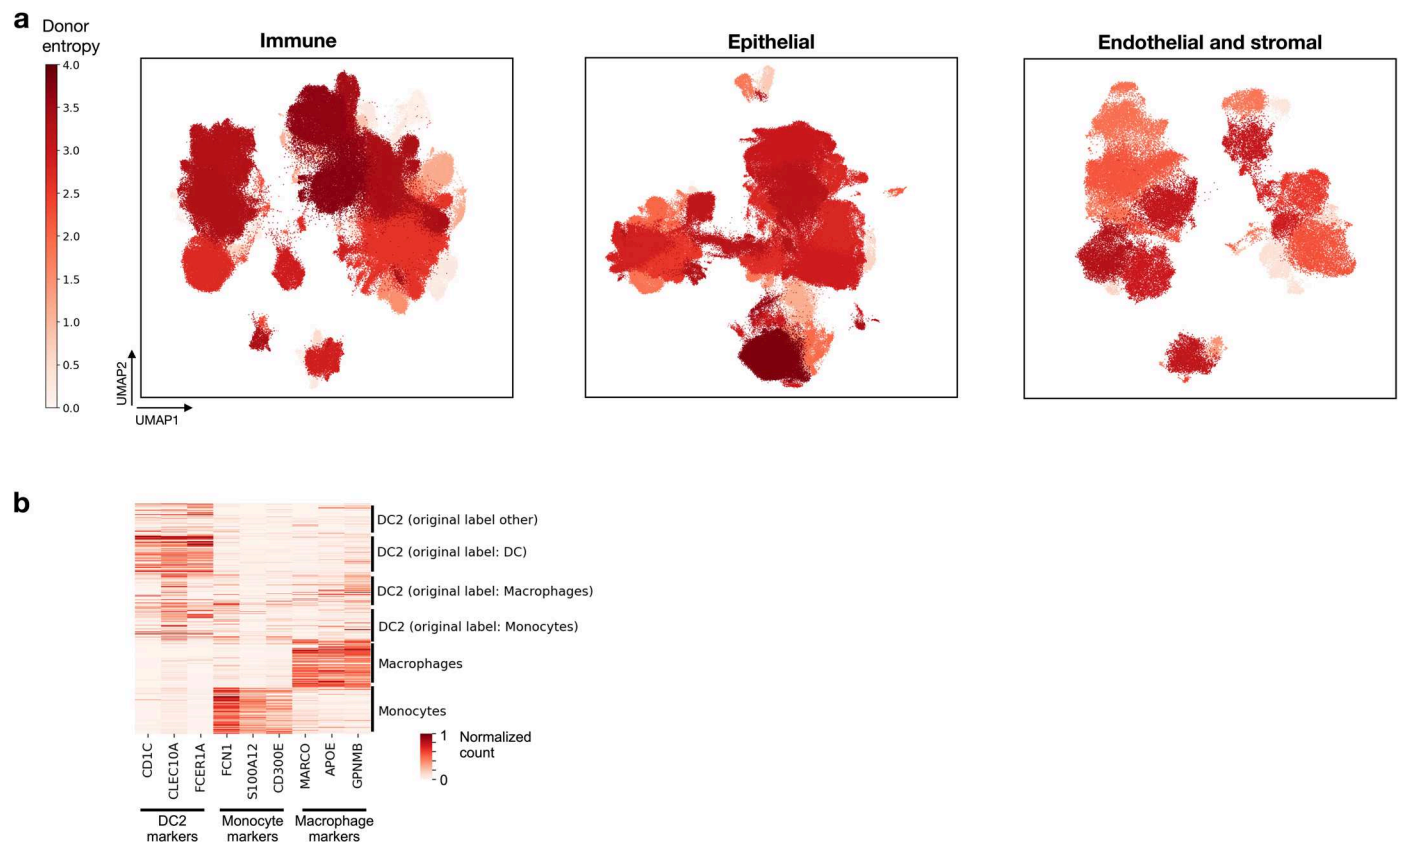 a
Donor
entropy
4.0
3.5
3.0
2.5
2.0
1.5
1.0
0.5
0.0
Immune
Epithelial
Endothelial and stromal
UMAP2
UMAP1
b
DC2 (original label other)
DC2 (original label: DC)
DC2 (original label: Macrophages)
DC2 (original label: Monocytes)
Macrophages
Monocytes
1
0
Normalized
count
CD1C
CLEC10A
FCER1A
FCN1
S100A12
CD300E
MARCO
APOE
GPNMB
DC2
markers
Monocyte
markers
Macrophage
markers